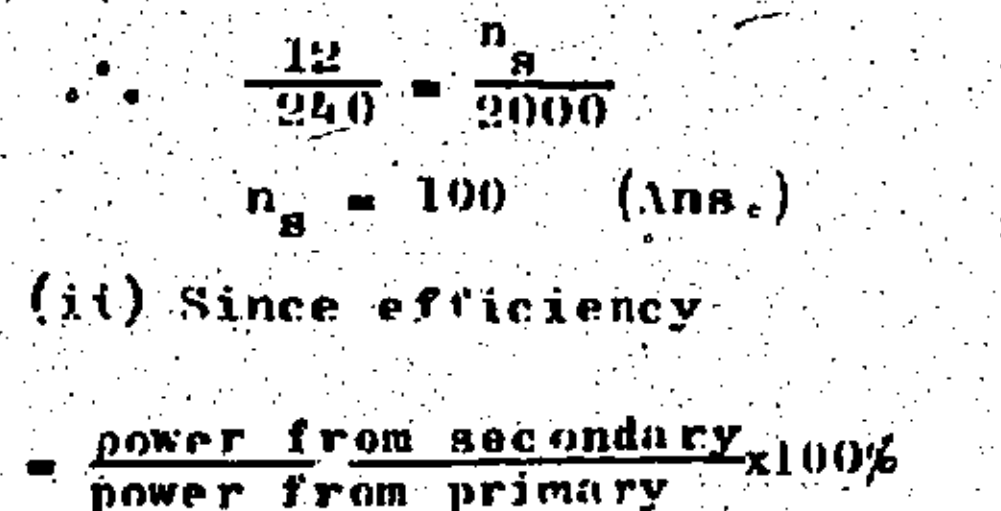 ∴ 12/240 = n_s/2000
n_s = 100 (Ans.)
(ii) Since efficiency
= power from secondary/power from primary x100%